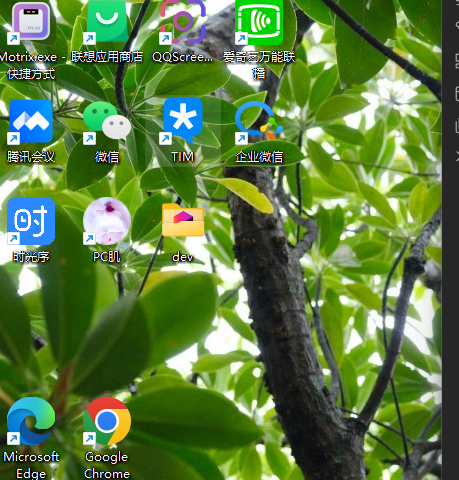 Motrix.exe - 快捷方式
联想应用商店
QQScree...
爱奇艺万能联播
腾讯会议
微信
TIM
企业微信
时
时光序
PC肌
dev
Microsoft Edge
Google Chrome